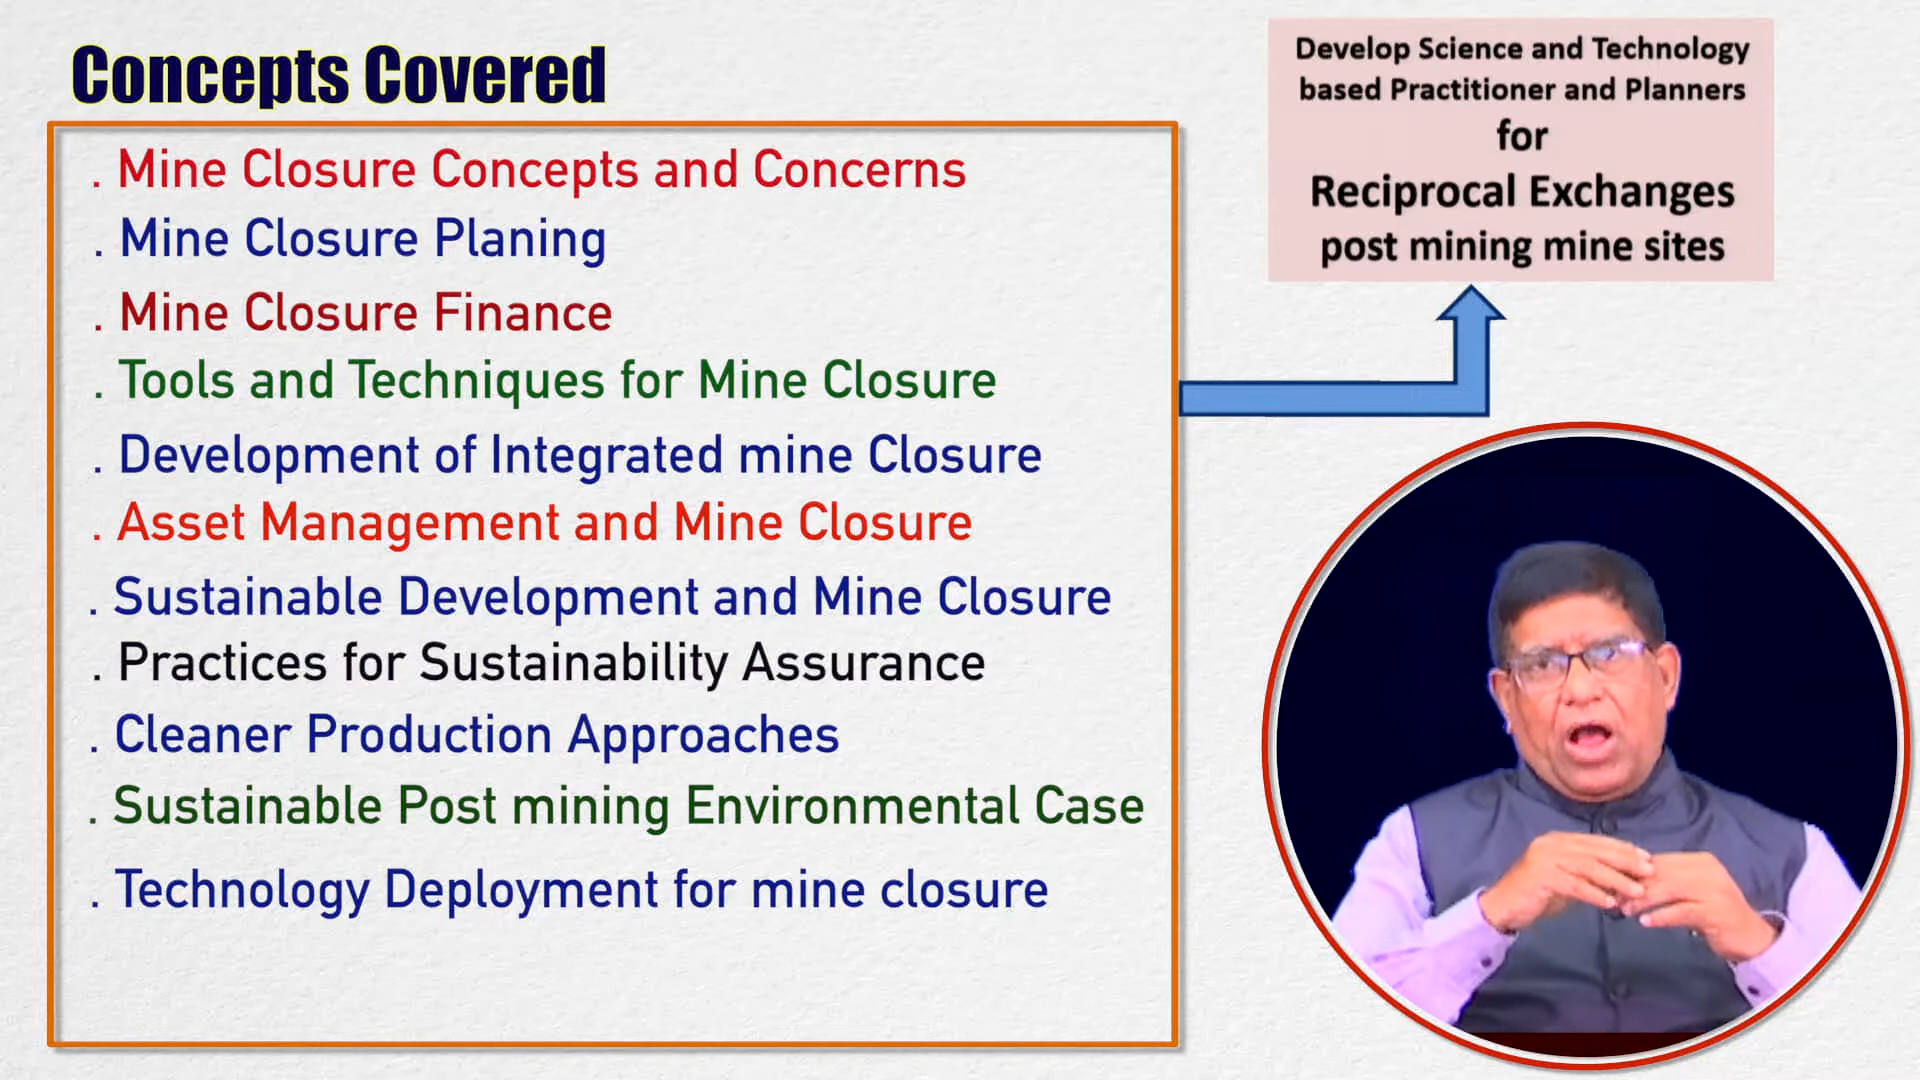 Concepts Covered
. Mine Closure Concepts and Concerns
. Mine Closure Planing
. Mine Closure Finance
. Tools and Techniques for Mine Closure
. Development of Integrated mine Closure
. Asset Management and Mine Closure
. Sustainable Development and Mine Closure
. Practices for Sustainability Assurance
. Cleaner Production Approaches
. Sustainable Post mining Environmental Case
. Technology Deployment for mine closure
Develop Science and Technology
based Practitioner and Planners
for
Reciprocal Exchanges
post mining mine sites